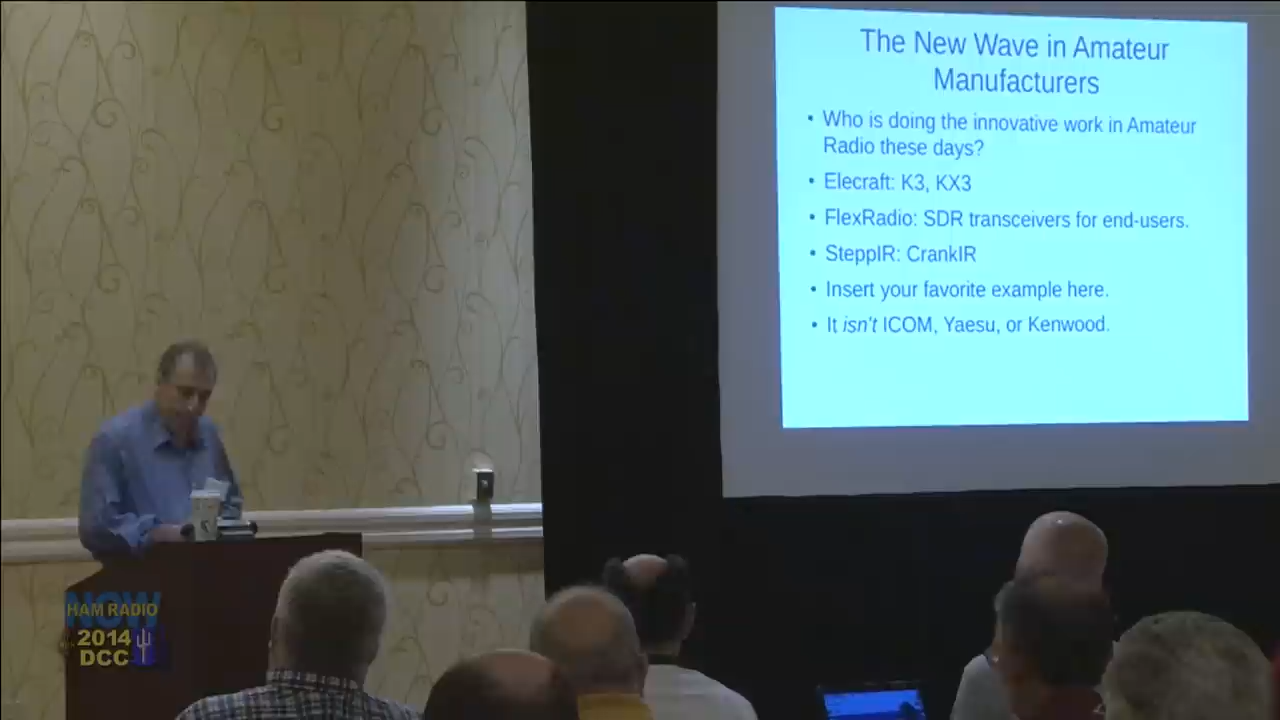 The New Wave in Amateur
Manufacturers
• Who is doing the innovative work in Amateur
Radio these days?
• Elecraft: K3, KX3
• FlexRadio: SDR transceivers for end-users.
• SteppIR: CrankIR
• Insert your favorite example here.
• It isn't ICOM, Yaesu, or Kenwood.
NOW
HAM RADIO
2014
DCC